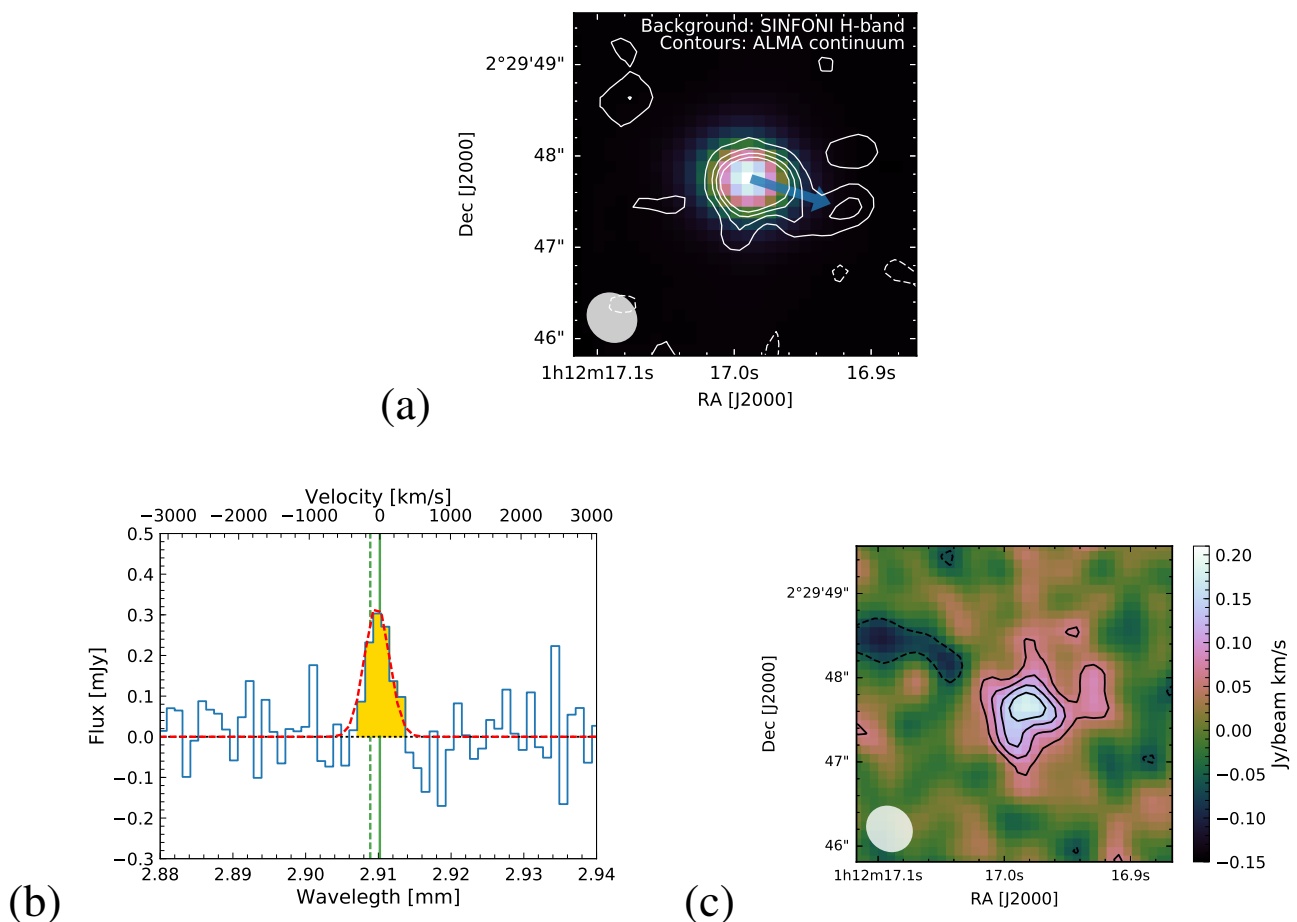 Background: SINFONI H-band
Contours: ALMA continuum
2°29'49"
48"
47"
46"
Dec [J2000]
1h12m17.1s 17.0s 16.9s
RA [J2000]
(a)
Velocity [km/s]
−3000 −2000 −1000 0 1000 2000 3000
0.5
0.4
0.3
0.2
0.1
0.0
−0.1
−0.2
−0.3
Flux [mJy]
2.88 2.89 2.90 2.91 2.92 2.93 2.94
Wavelegth [mm]
(b)
2°29'49"
48"
47"
46"
Dec [J2000]
1h12m17.1s 17.0s 16.9s
RA [J2000]
0.20
0.15
0.10
0.05
0.00
−0.05
−0.10
−0.15
Jy/beam km/s
(c)